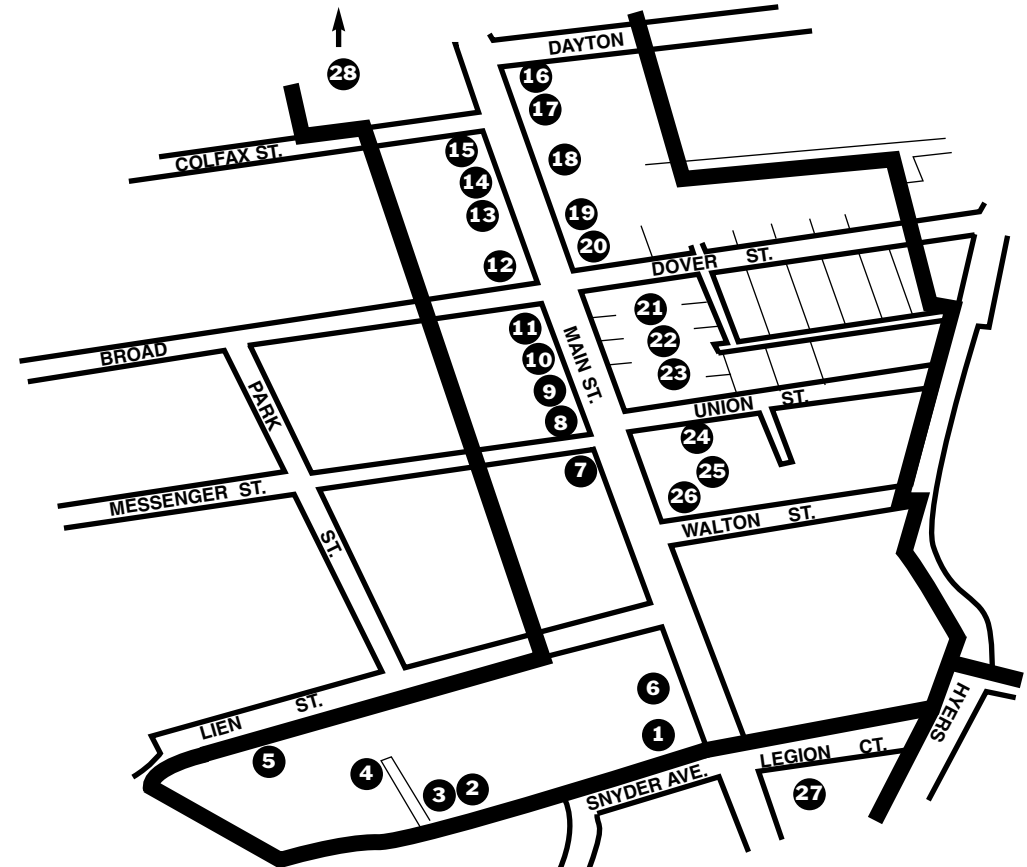 DAYTON
28
16
17
COLFAX ST.
15
14
18
13
19
20
12
DOVER ST.
21
11
MAIN ST.
22
BROAD
10
23
9
PARK
UNION ST.
8
24
7
25
26
MESSENGER ST.
WALTON ST.
ST.
6
HYERS
LIEN ST.
1
LEGION CT.
5
4
3
2
SNYDER AVE.
27